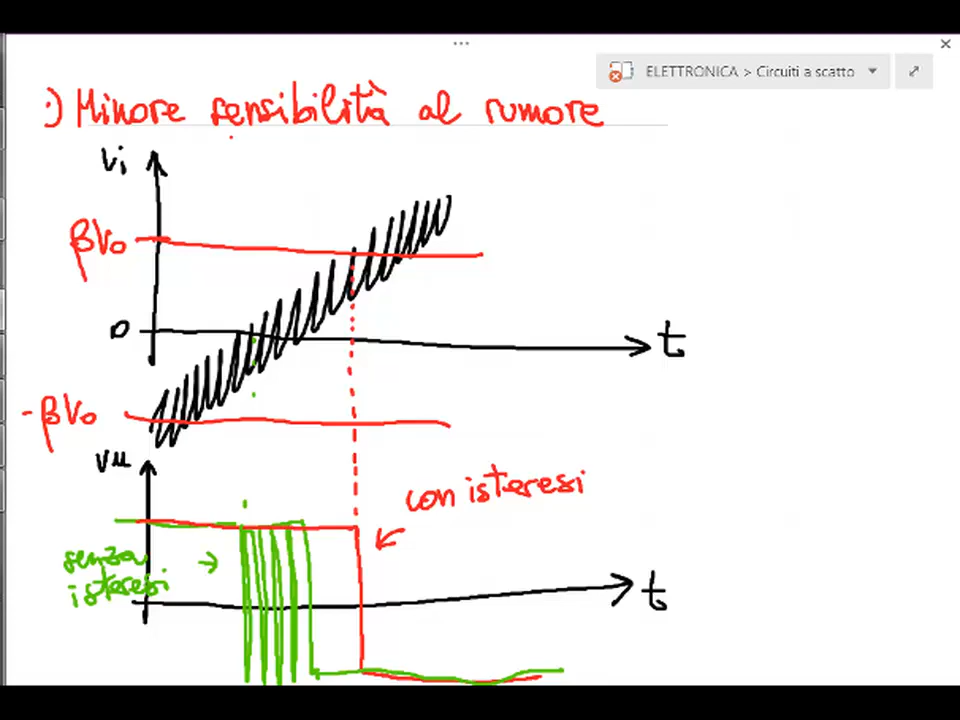 ELETTRONICA > Circuiti a scatto
·) Minore sensibilità al rumore
Vi
βVo
0
t
-βVo
Vu
con isteresi
senza
isteresi
t